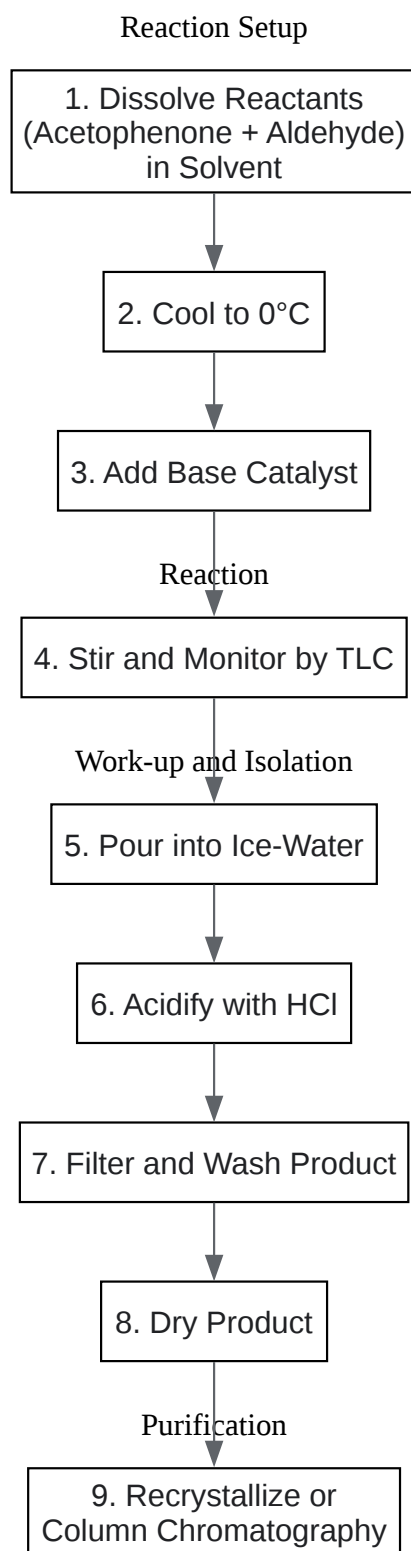 Reaction Setup
1. Dissolve Reactants
(Acetophenone + Aldehyde)
in Solvent
2. Cool to 0°C
3. Add Base Catalyst
Reaction
4. Stir and Monitor by TLC
Work-up and Isolation
5. Pour into Ice-Water
6. Acidify with HCl
7. Filter and Wash Product
8. Dry Product
Purification
9. Recrystallize or
Column Chromatography